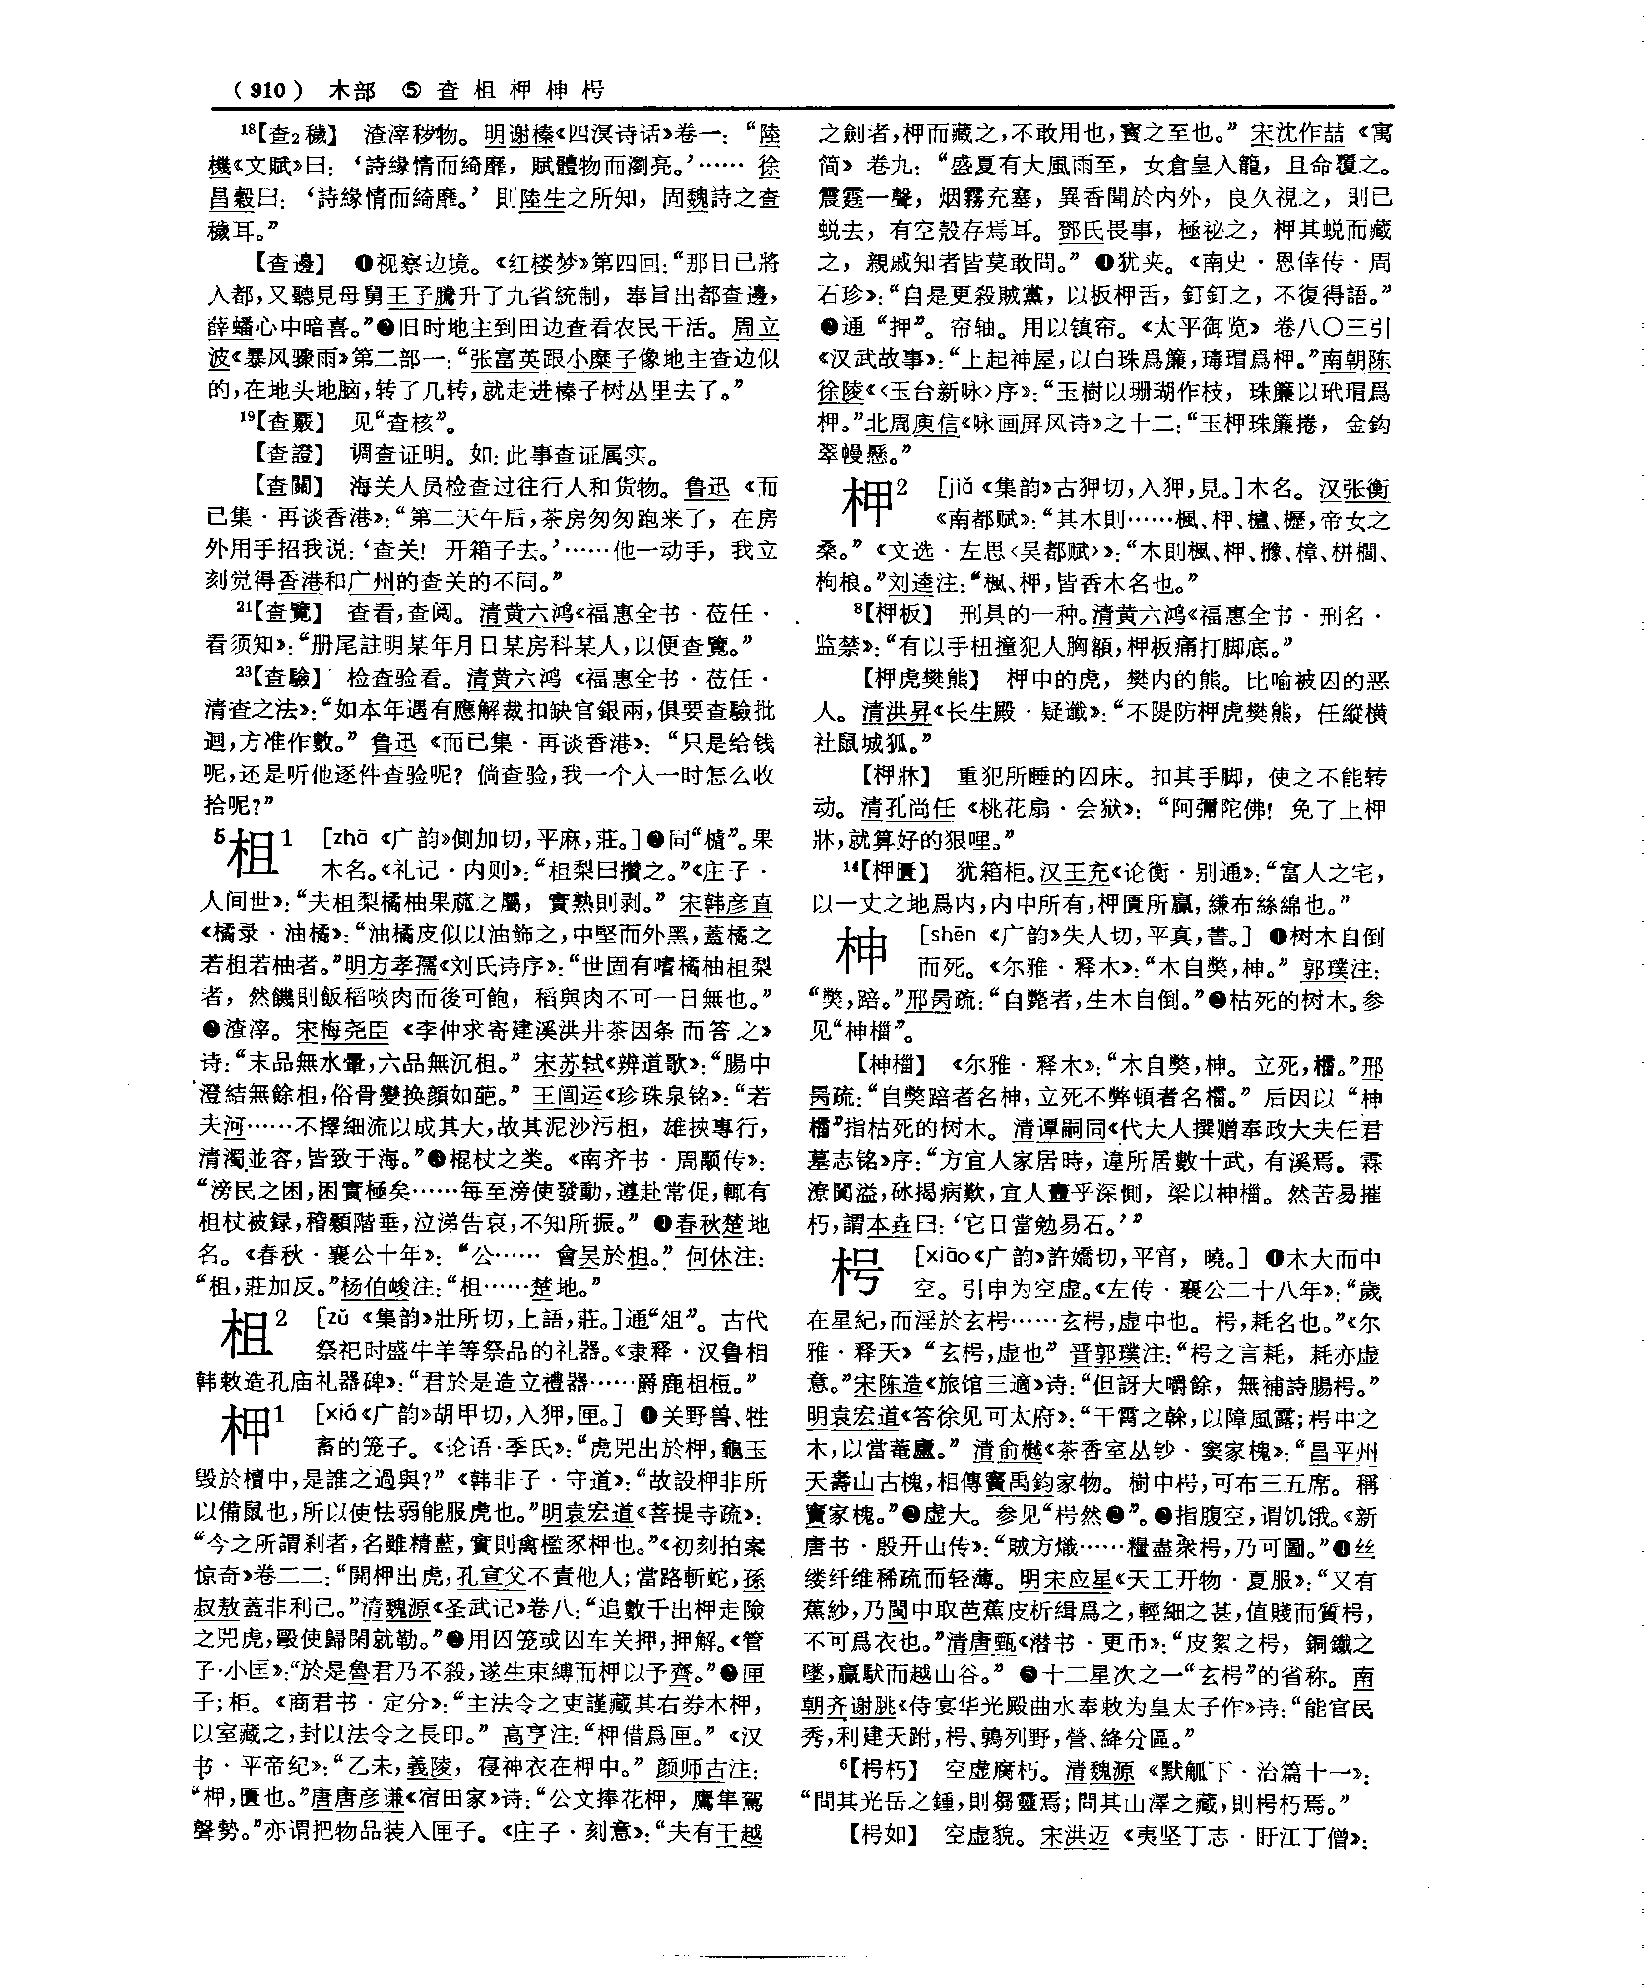 (910) 木部 ⑤ 查柤柙柛枵
18【查2穢】 渣滓秽物。明谢榛《四溟诗话》卷一：“陸
機《文賦》曰：‘詩緣情而綺靡，賦體物而瀏亮。’……徐
昌穀曰：‘詩緣情而綺靡。’則陸生之所知，固魏詩之查
穢耳。”
【查邊】 ❶视察边境。《红楼梦》第四回：“那日已將
入都，又聽見母舅王子騰升了九省統制，奉旨出都查邊，
薛蟠心中暗喜。”❷旧时地主到田边查看农民干活。周立
波《暴风骤雨》第二部一：“张富英跟小糜子像地主查边似
的，在地头地脑，转了几转，就走进榛子树丛里去了。”
19【查覈】 见“查核”。
【查證】 调查证明。如：此事查证属实。
【查關】 海关人员检查过往行人和货物。鲁迅《而
已集·再谈香港》：“第二天午后，茶房匆匆跑来了，在房
外用手招我说：‘查关！开箱子去。’……他一动手，我立
刻觉得香港和广州的查关的不同。”
21【查覽】 查看，查阅。清黄六鸿《福惠全书·莅任·
看须知》：“册尾註明某年月日某房科某人，以便查覽。”
23【查驗】 检查验看。清黄六鸿《福惠全书·莅任·
清查之法》：“如本年遇有應解裁扣缺官銀兩，俱要查驗批
迴，方准作數。”鲁迅《而已集·再谈香港》：“只是给钱
呢，还是听他逐件查验呢？倘查验，我一个人一时怎么收
拾呢？”
5柤1 [zhā《广韵》側加切，平麻，莊。]❶同“樝”。果
木名。《礼记·内则》：“柤梨曰攢之。”《庄子·
人间世》：“夫柤梨橘柚果蓏之屬，實熟則剥。”宋韩彦直
《橘录·油橘》：“油橘皮似以油飾之，中堅而外黑，蓋橘之
若柤若柚者。”明方孝孺《刘氏诗序》：“世固有嗜橘柚柤梨
者，然饑則飯稻啖肉而後可飽，稻與肉不可一日無也。”
❷渣滓。宋梅尧臣《李仲求寄建溪洪井茶因条而答之》
诗：“末品無水暈，六品無沉柤。”宋苏轼《辨道歌》：“腸中
澄結無餘柤，俗骨變换顔如葩。”王闿运《珍珠泉铭》：“若
夫河……不擇細流以成其大，故其泥沙污柤，雄挾專行，
清濁並容，皆致于海。”❸棍杖之类。《南齐书·周颙传》：
“滂民之困，困實極矣……每至滂使發動，遵赴常促，輒有
柤杖被録，稽顙階垂，泣涕告哀，不知所振。”❹春秋楚地
名。《春秋·襄公十年》：“公……會吴於柤。”何休注：
“柤，莊加反。”杨伯峻注：“柤……楚地。”
柤2 [zǔ《集韵》壯所切，上語，莊。]通“俎”。古代
祭祀时盛牛羊等祭品的礼器。《隶释·汉鲁相
韩敕造孔庙礼器碑》：“君於是造立禮器……爵鹿柤梪。”
柙1 [xiá《广韵》胡甲切，入狎，匣。] ❶关野兽、牲
畜的笼子。《论语·季氏》：“虎兕出於柙，龜玉
毁於櫝中，是誰之過與？”《韩非子·守道》：“故設柙非所
以備鼠也，所以使怯弱能服虎也。”明袁宏道《菩提寺疏》：
“今之所謂刹者，名雖精藍，實則禽檻豕柙也。”《初刻拍案
惊奇》卷二二：“開柙出虎，孔宣父不責他人；當路斬蛇，孫
叔敖蓋非利己。”清魏源《圣武记》卷八：“追數千出柙走險
之兕虎，毆使歸閑就勒。”❷用囚笼或囚车关押，押解。《管
子·小匡》：“於是魯君乃不殺，遂生束縛而柙以予齊。”❸匣
子；柜。《商君书·定分》：“主法令之吏謹藏其右券木柙，
以室藏之，封以法令之長印。”高亨注：“柙借爲匣。”《汉
书·平帝纪》：“乙未，義陵，寑神衣在柙中。”颜师古注：
“柙，匱也。”唐唐彦谦《宿田家》诗：“公文捧花柙，鷹隼駕
聲勢。”亦谓把物品装入匣子。《庄子·刻意》：“夫有干越
之劍者，柙而藏之，不敢用也，寳之至也。”宋沈作喆《寓
简》卷九：“盛夏有大風雨至，女倉皇入龕，且命覆之。
震霆一聲，烟霧充塞，異香聞於内外，良久視之，則已
蜕去，有空殼存焉耳。鄧氏畏事，極祕之，柙其蜕而藏
之，親戚知者皆莫敢問。”❹犹夹。《南史·恩倖传·周
石珍》：“自是更殺賊黨，以板柙舌，釘釘之，不復得語。”
❺通“押”。帘轴。用以镇帘。《太平御览》卷八〇三引
《汉武故事》：“上起神屋，以白珠爲簾，瑇瑁爲柙。”南朝陈
徐陵《〈玉台新咏〉序》：“玉樹以珊瑚作枝，珠簾以玳瑁爲
柙。”北周庾信《咏画屏风诗》之十二：“玉柙珠簾捲，金鈎
翠幔懸。”
柙2 [jiǎ《集韵》古狎切，入狎，見。]木名。汉张衡
《南都赋》：“其木則……楓、柙、櫨、櫪，帝女之
桑。”《文选·左思〈吴都赋〉》：“木則楓、柙、櫲、樟、栟櫚、
枸榔。”刘逵注：“楓、柙，皆香木名也。”
8【柙板】 刑具的一种。清黄六鸿《福惠全书·刑名·
监禁》：“有以手杻撞犯人胸額，柙板痛打脚底。”
【柙虎樊熊】 柙中的虎，樊内的熊。比喻被囚的恶
人。清洪昇《长生殿·疑谶》：“不隄防柙虎樊熊，任縱横
社鼠城狐。”
【柙牀】 重犯所睡的囚床。扣其手脚，使之不能转
动。清孔尚任《桃花扇·会狱》：“阿彌陀佛！免了上柙
牀，就算好的狠哩。”
14【柙匱】 犹箱柜。汉王充《论衡·别通》：“富人之宅，
以一丈之地爲内，内中所有，柙匱所羸，縑布絲綿也。”
柛 [shēn《广韵》失人切，平真，書。] ❶树木自倒
而死。《尔雅·释木》：“木自獘，柛。”郭璞注：
“獘，踣。”邢昺疏：“自斃者，生木自倒。”❷枯死的树木。参
见“柛椔”。
【柛椔】 《尔雅·释木》：“木自獘，柛。立死，椔。”邢
昺疏：“自獘踣者名柛，立死不弊頓者名椔。”后因以“柛
椔”指枯死的树木。清谭嗣同《代大人撰赠奉政大夫任君
墓志铭》序：“方宜人家居時，違所居數十武，有溪焉。霖
潦闐溢，砯揭病歎，宜人衋乎深惻，梁以柛椔。然苦易摧
朽，謂本垚曰：‘它日當勉易石。’”
枵 [xiāo《广韵》許嬌切，平宵，曉。] ❶木大而中
空。引申为空虚。《左传·襄公二十八年》：“歲
在星紀，而淫於玄枵……玄枵，虚中也。枵，耗名也。”《尔
雅·释天》“玄枵，虚也”晋郭璞注：“枵之言耗，耗亦虚
意。”宋陈造《旅馆三適》诗：“但訝大嚼餘，無補詩腸枵。”
明袁宏道《答徐见可太府》：“干霄之榦，以障風露；枵中之
木，以當菴廬。”清俞樾《茶香室丛钞·窦家槐》：“昌平州
天壽山古槐，相傳竇禹鈞家物。樹中枵，可布三五席。稱
竇家槐。”❷虚大。参见“枵然❷”。❸指腹空，谓饥饿。《新
唐书·殷开山传》：“賊方熾……糧盡衆枵，乃可圖。”❹丝
缕纤维稀疏而轻薄。明宋应星《天工开物·夏服》：“又有
蕉紗，乃閩中取芭蕉皮析緝爲之，輕細之甚，值賤而質枵，
不可爲衣也。”清唐甄《潜书·更币》：“皮絮之枵，銅鐵之
墜，驘馱而越山谷。” ❺十二星次之一“玄枵”的省称。南
朝齐谢朓《侍宴华光殿曲水奉敕为皇太子作》诗：“能官民
秀，利建天跗，枵、鶉列野，營、絳分區。”
6【枵朽】 空虚腐朽。清魏源《默觚下·治篇十一》：
“問其光岳之鍾，則芻靈焉；問其山澤之藏，則枵朽焉。”
【枵如】 空虚貌。宋洪迈《夷坚丁志·盱江丁僧》：